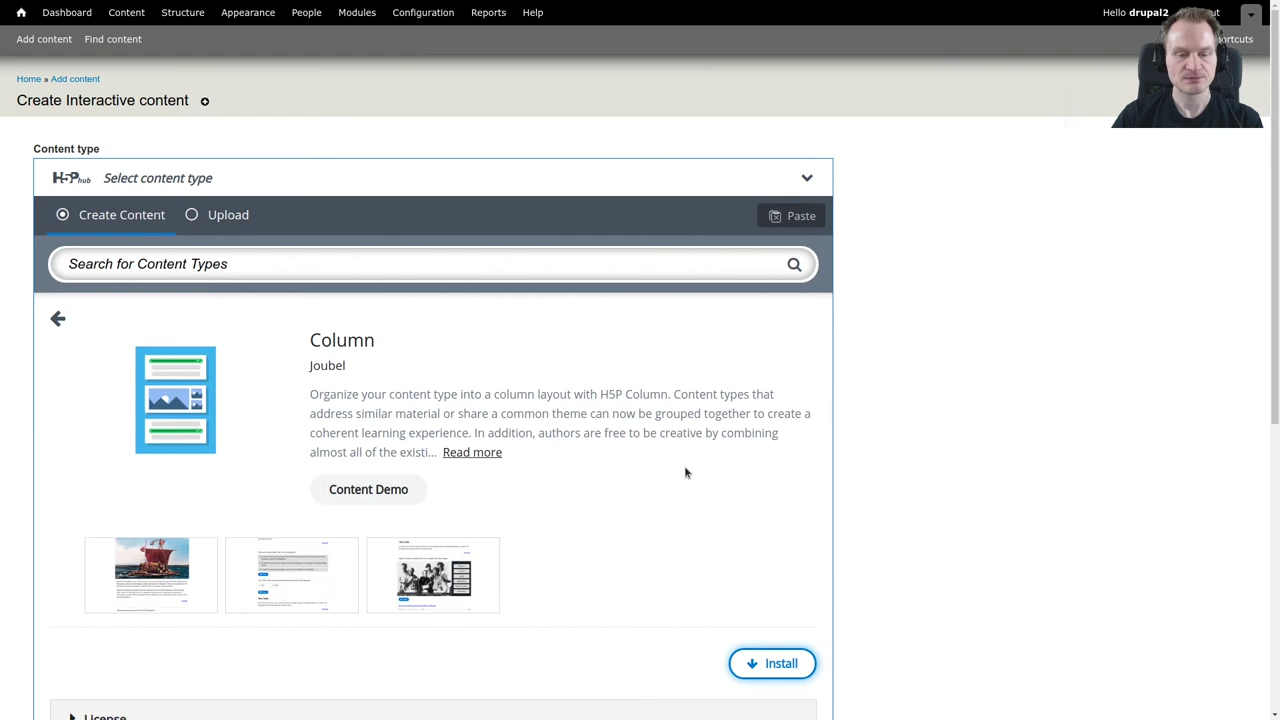 Dashboard Content Structure Appearance People Modules Configuration Reports Help Hello drupal2
Add content Find content
Home » Add content
Create Interactive content
Content type
H5P hub Select content type
Create Content Upload Paste
Search for Content Types
Column
Joubel
Organize your content type into a column layout with H5P Column. Content types that
address similar material or share a common theme can now be grouped together to create a
coherent learning experience. In addition, authors are free to be creative by combining
almost all of the existi... Read more
Content Demo
Install
License